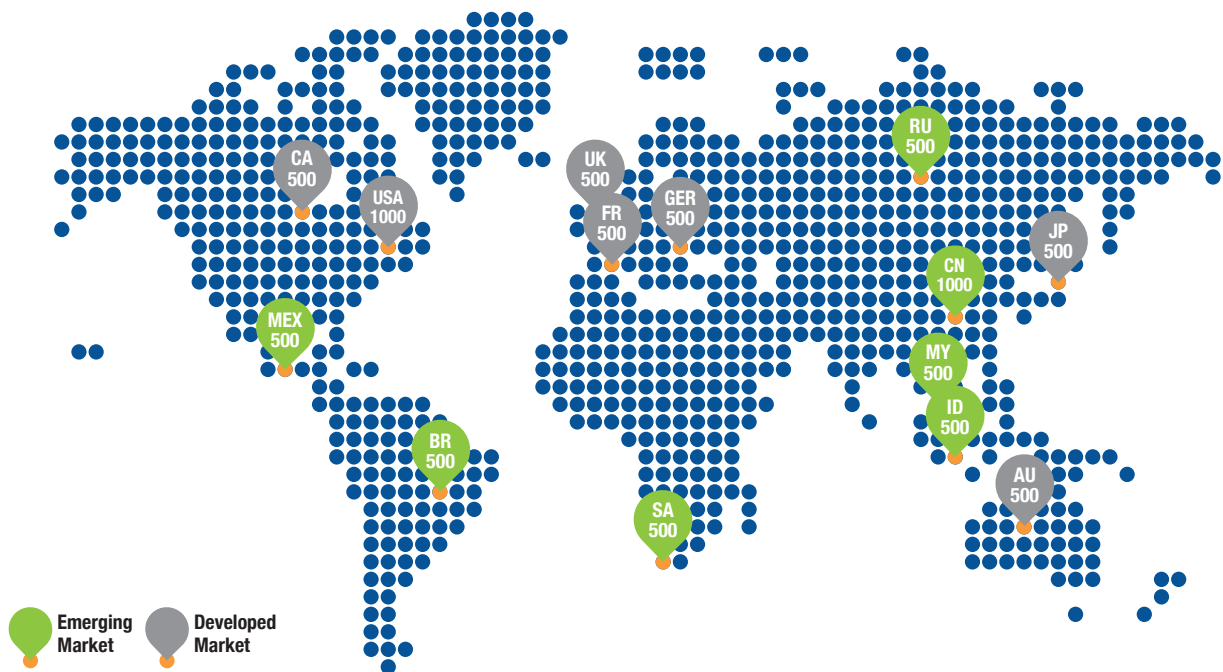 RU
500
CA
500
UK
500
USA
1000
GER
500
FR
500
JP
500
CN
1000
MEX
500
MY
500
ID
500
BR
500
AU
500
SA
500
Emerging
Market
Developed
Market